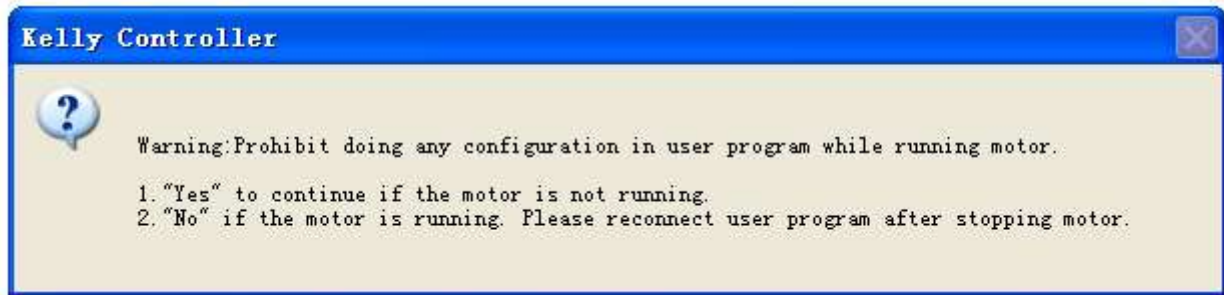 Kelly Controller
?
Warning:Prohibit doing any configuration in user program while running motor.
1."Yes" to continue if the motor is not running.
2."No" if the motor is running. Please reconnect user program after stopping motor.